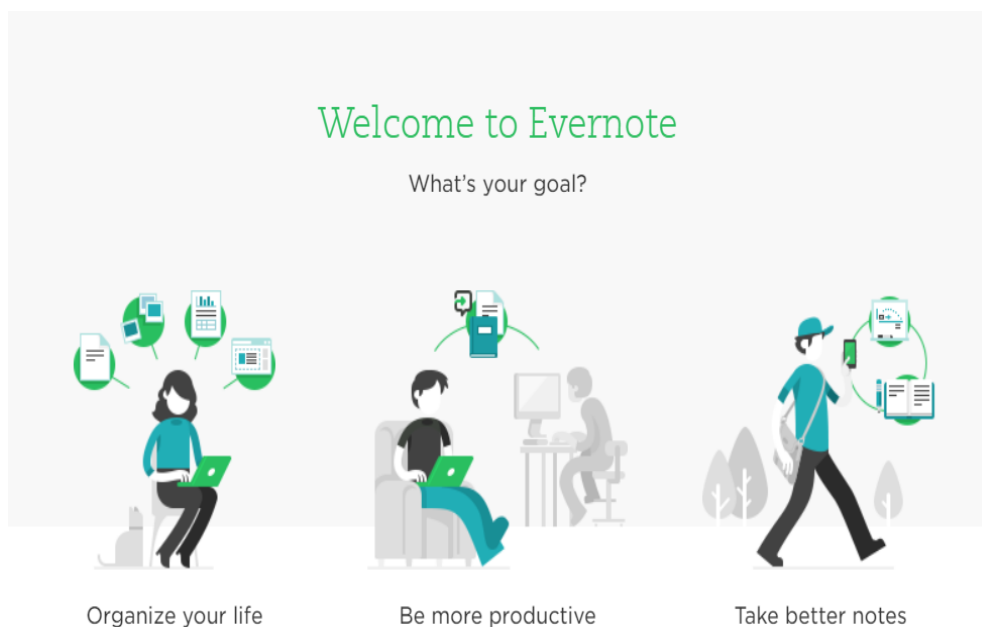 Welcome to Evernote
What's your goal?
Organize your life
Be more productive
Take better notes